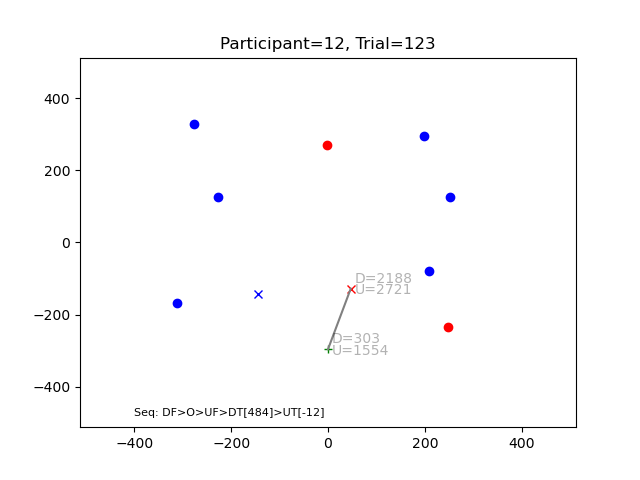 Participant=12, Trial=123
400
200
0
−200
−400
D=2188
U=2721
D=303
U=1554
Seq: DF>O>UF>DT[484]>UT[-12]
−400 −200 0 200 400